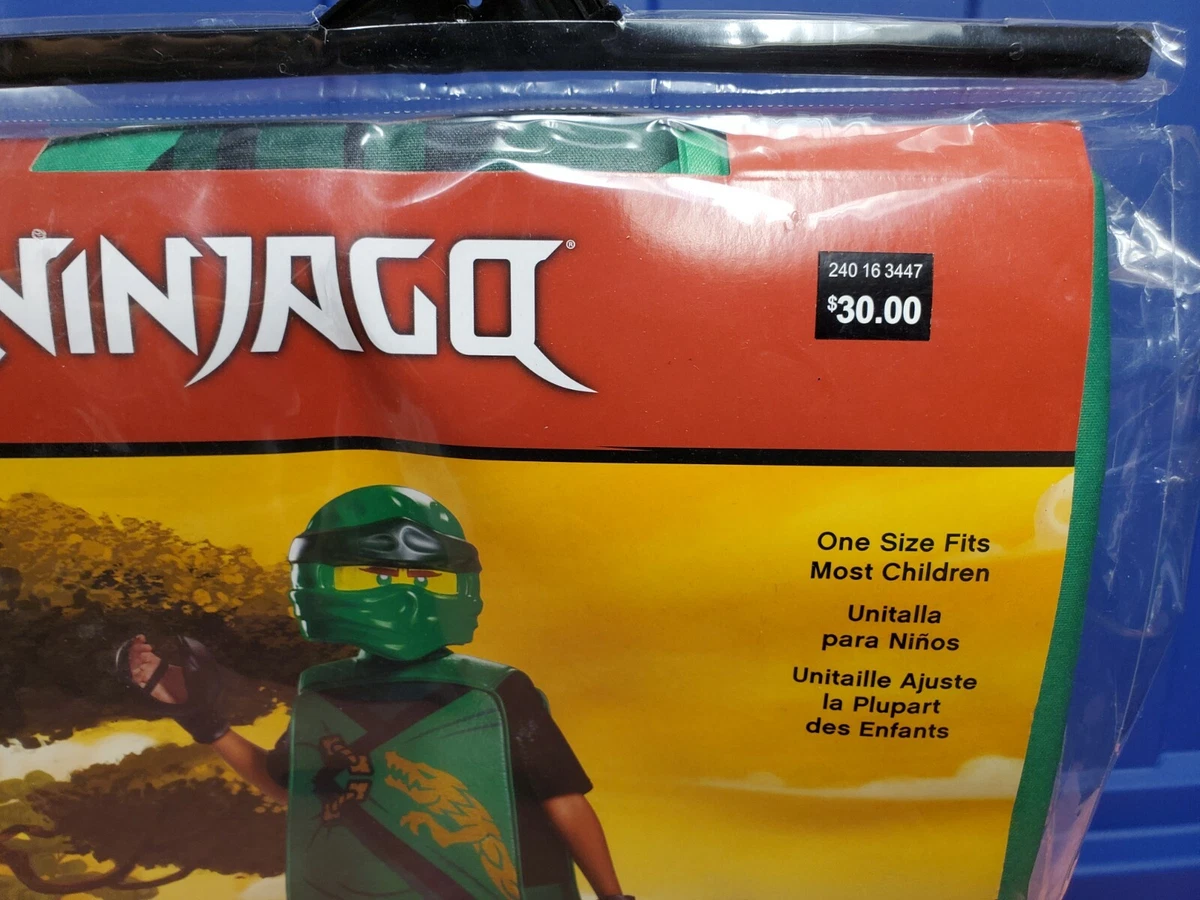 NINJAGO®
240 16 3447
$30.00
One Size Fits
Most Children
Unitalla
para Niños
Unitaille Ajuste
la Plupart
des Enfants